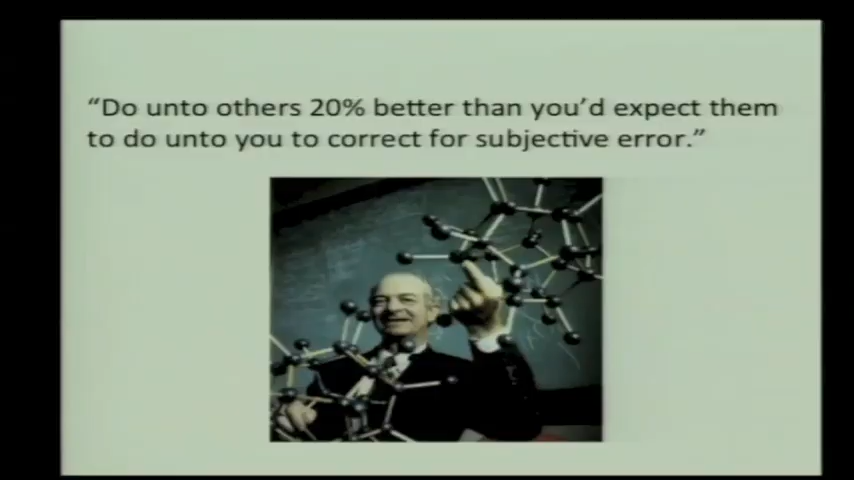 “Do unto others 20% better than you’d expect them
to do unto you to correct for subjective error.”